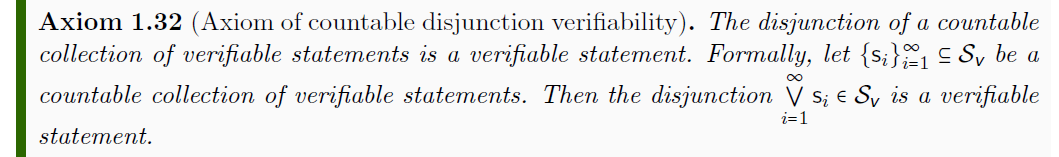 Axiom 1.32 (Axiom of countable disjunction verifiability). The disjunction of a countable
collection of verifiable statements is a verifiable statement. Formally, let {sᵢ}∞ᵢ₌₁ ⊆ 𝒮ᵥ be a
countable collection of verifiable statements. Then the disjunction ∞⋁ᵢ₌₁ sᵢ ∈ 𝒮ᵥ is a verifiable
statement.